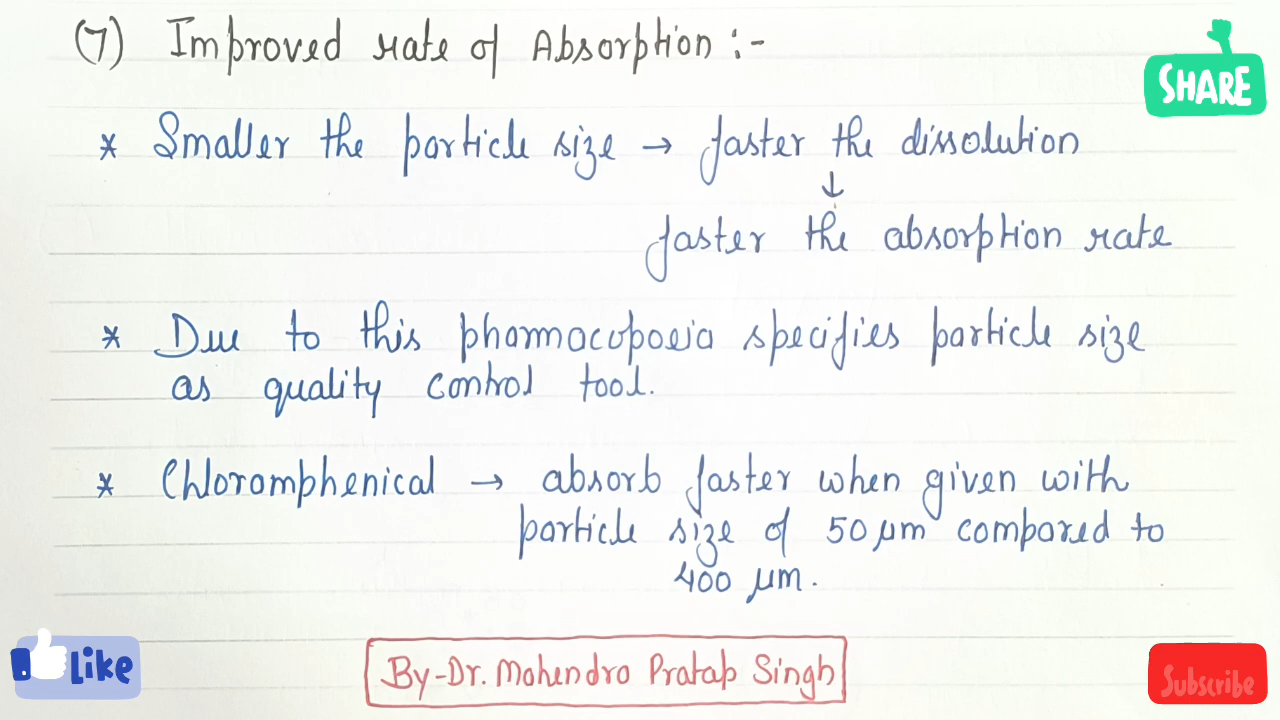 (7) Improved rate of Absorption :-
SHARE
* Smaller the particle size → faster the dissolution
↓
faster the absorption rate
* Due to this pharmacopoeia specifies particle size
as quality control tool.
* Chloramphenical → absorb faster when given with
particle size of 50 μm compared to
400 μm.
Like
By-Dr. Mahendra Pratap Singh
Subscribe